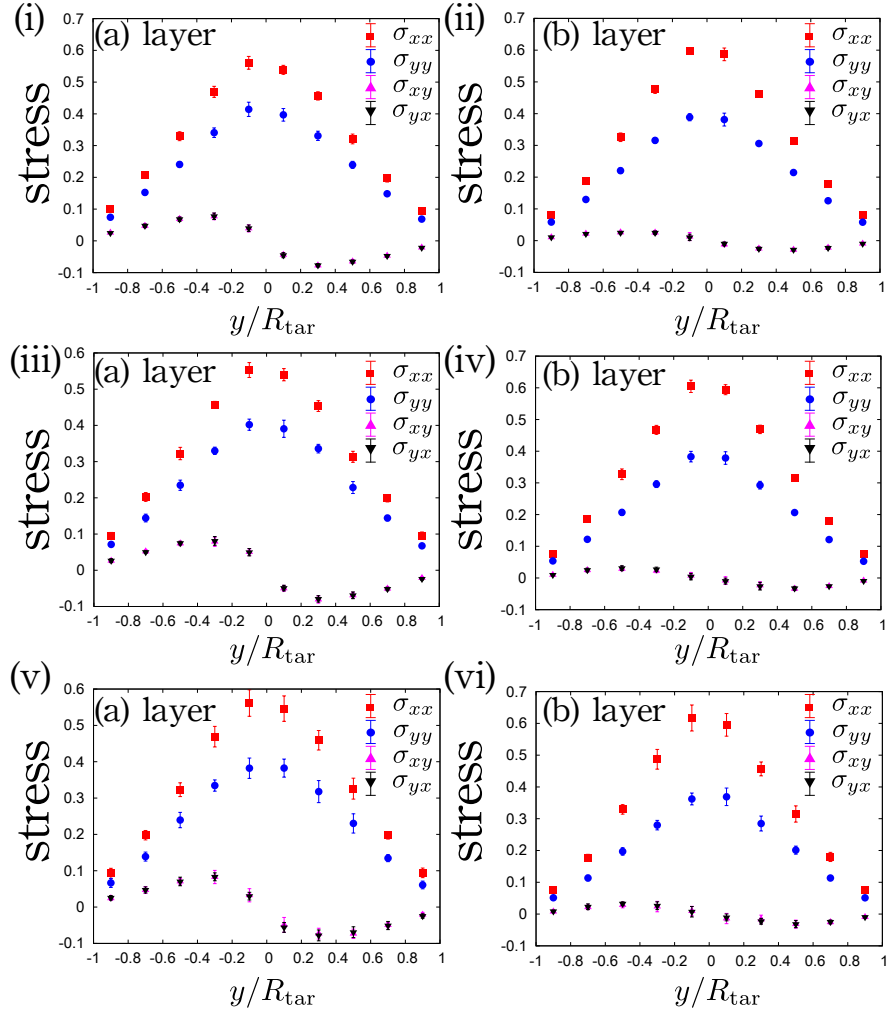 (i)
(a) layer
σxx
σyy
σxy
σyx
stress
0.7
0.6
0.5
0.4
0.3
0.2
0.1
0
-0.1
-1 -0.8 -0.6 -0.4 -0.2 0 0.2 0.4 0.6 0.8 1
y/Rtar
(ii)
(b) layer
σxx
σyy
σxy
σyx
stress
0.7
0.6
0.5
0.4
0.3
0.2
0.1
0
-0.1
-1 -0.8 -0.6 -0.4 -0.2 0 0.2 0.4 0.6 0.8 1
y/Rtar
(iii)
(a) layer
σxx
σyy
σxy
σyx
stress
0.6
0.5
0.4
0.3
0.2
0.1
0
-0.1
-1 -0.8 -0.6 -0.4 -0.2 0 0.2 0.4 0.6 0.8 1
y/Rtar
(iv)
(b) layer
σxx
σyy
σxy
σyx
stress
0.7
0.6
0.5
0.4
0.3
0.2
0.1
0
-0.1
-1 -0.8 -0.6 -0.4 -0.2 0 0.2 0.4 0.6 0.8 1
y/Rtar
(v)
(a) layer
σxx
σyy
σxy
σyx
stress
0.6
0.5
0.4
0.3
0.2
0.1
0
-0.1
-1 -0.8 -0.6 -0.4 -0.2 0 0.2 0.4 0.6 0.8 1
y/Rtar
(vi)
(b) layer
σxx
σyy
σxy
σyx
stress
0.7
0.6
0.5
0.4
0.3
0.2
0.1
0
-0.1
-1 -0.8 -0.6 -0.4 -0.2 0 0.2 0.4 0.6 0.8 1
y/Rtar